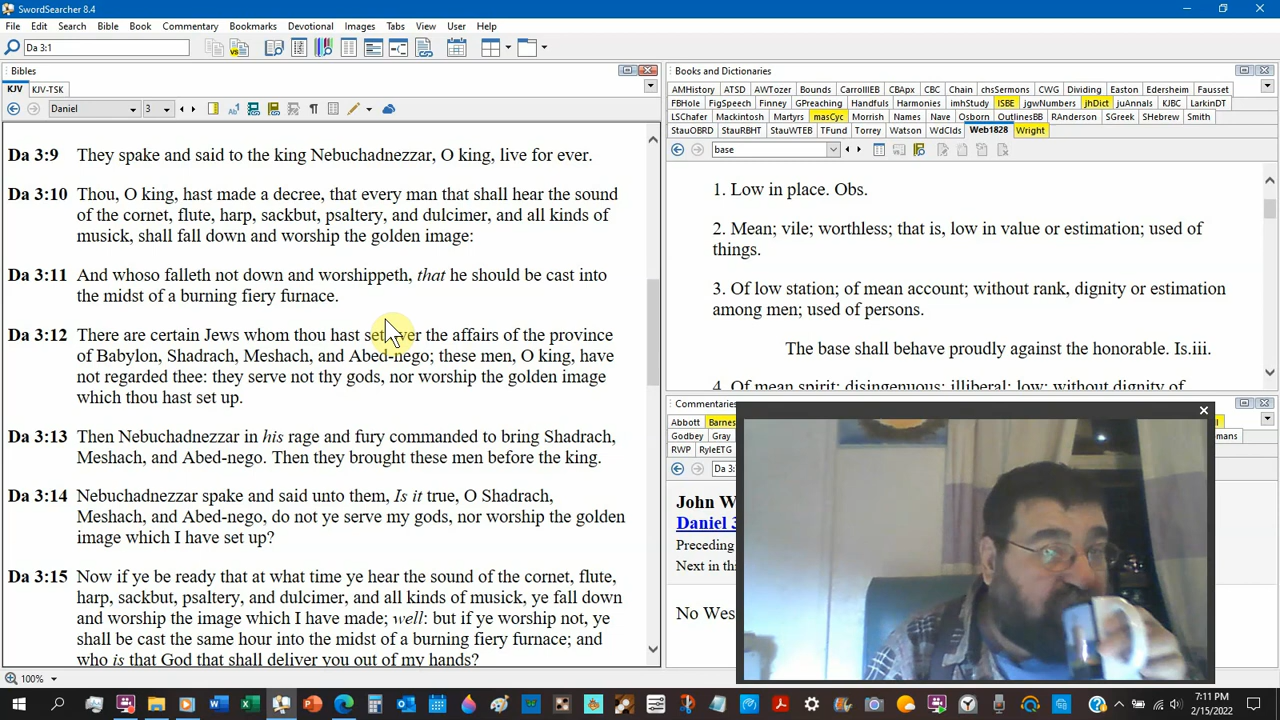 SwordSearcher 8.4
File Edit Search Bible Book Commentary Bookmarks Devotional Images Tabs View User Help
Da 3:1
Bibles
KJV KJV-TSK
Daniel 3
Da 3:9 They spake and said to the king Nebuchadnezzar, O king, live for ever.
Da 3:10 Thou, O king, hast made a decree, that every man that shall hear the sound
of the cornet, flute, harp, sackbut, psaltery, and dulcimer, and all kinds of
musick, shall fall down and worship the golden image:
Da 3:11 And whoso falleth not down and worshippeth, that he should be cast into
the midst of a burning fiery furnace.
Da 3:12 There are certain Jews whom thou hast set over the affairs of the province
of Babylon, Shadrach, Meshach, and Abed-nego; these men, O king, have
not regarded thee: they serve not thy gods, nor worship the golden image
which thou hast set up.
Da 3:13 Then Nebuchadnezzar in his rage and fury commanded to bring Shadrach,
Meshach, and Abed-nego. Then they brought these men before the king.
Da 3:14 Nebuchadnezzar spake and said unto them, Is it true, O Shadrach,
Meshach, and Abed-nego, do not ye serve my gods, nor worship the golden
image which I have set up?
Da 3:15 Now if ye be ready that at what time ye hear the sound of the cornet, flute,
harp, sackbut, psaltery, and dulcimer, and all kinds of musick, ye fall down
and worship the image which I have made; well: but if ye worship not, ye
shall be cast the same hour into the midst of a burning fiery furnace; and
who is that God that shall deliver you out of my hands?
100%
Books and Dictionaries
AMHistory ATSD AWTozer Bounds CarrollIEB CBApx CBC Chain chsSermons CWG Dividing Easton Edersheim Fausset
FBHole FigSpeech Finney GPreaching Handfuls Harmonies imhStudy ISBE jgwNumbers jhDict juAnnals KJBC LarkinDT
LSChafer Mackintosh Martyrs masCyc Morrish Names Nave Osborn OutlinesBB RAnderson SGreek SHebrew Smith
StauOBRD StauRBHT StauWTEB TFund Torrey Watson WdClds Web1828 Wright
base
1. Low in place. Obs.
2. Mean; vile; worthless; that is, low in value or estimation; used of
things.
3. Of low station; of mean account; without rank, dignity or estimation
among men; used of persons.
The base shall behave proudly against the honorable. Is.iii.
4. Of mean spirit; disingenuous; illiberal; low; without dignity of
Commentaries
Abbott Barnes
Godbey Gray
RWP RyleETG
Da 3:
John W
Daniel 3
Preceding
Next in th
No Wes
7:11 PM
2/15/2022